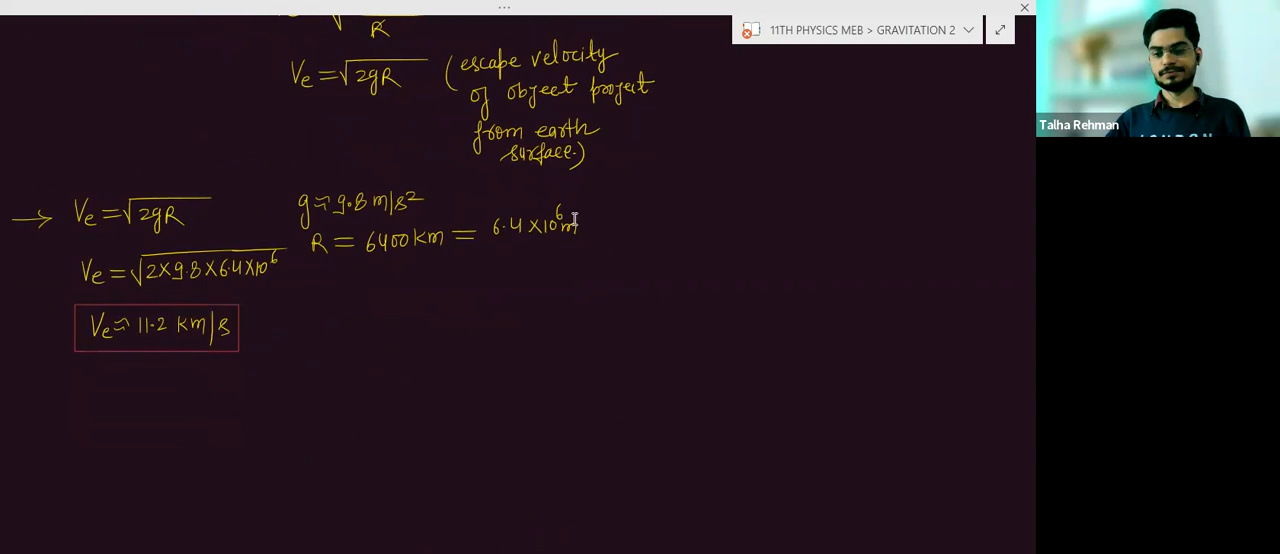 11TH PHYSICS MEB > GRAVITATION 2
R
Ve = √2gR (escape velocity
of object project
from earth
surface.)
Talha Rehman
→ Ve = √2gR
g ≈ 9.8 m/s²
R = 6400 km = 6.4 × 10⁶ m
Ve = √2×9.8×6.4×10⁶
Ve ≈ 11.2 km/s